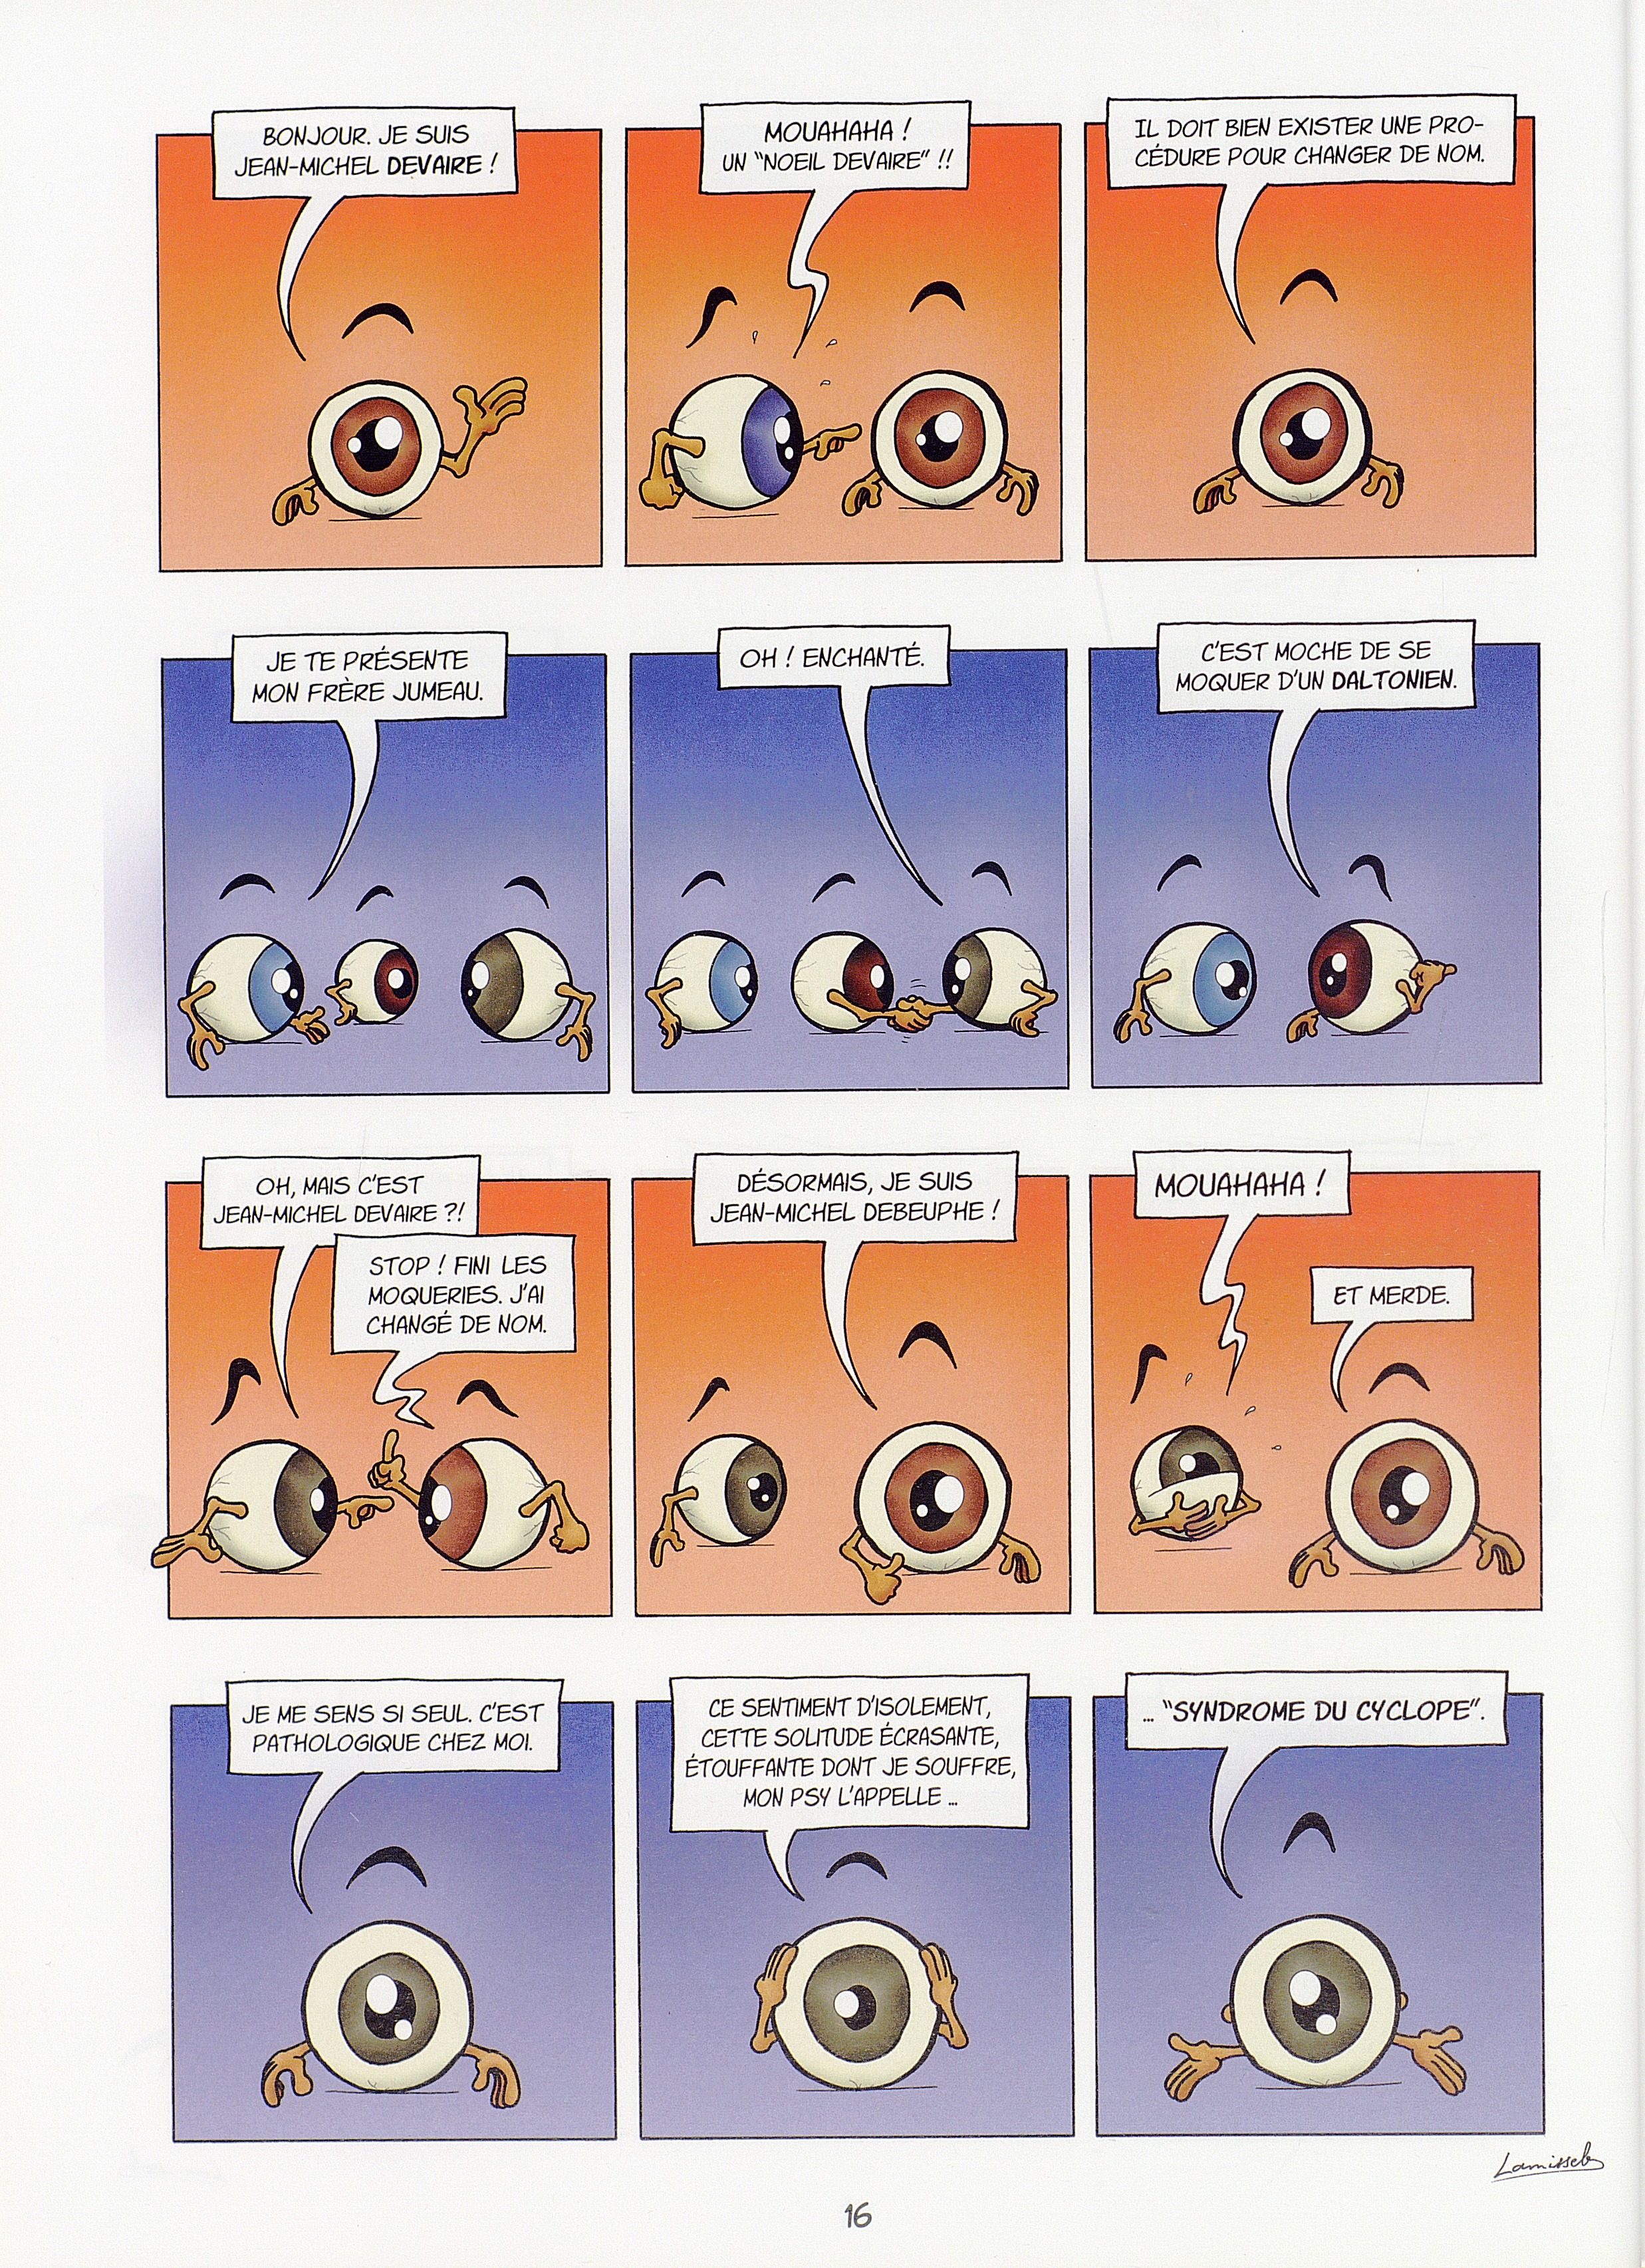 BONJOUR. JE SUIS
JEAN-MICHEL DEVAIRE !
MOUAHAHA !
UN "NOEIL DEVAIRE" !!
IL DOIT BIEN EXISTER UNE PRO-
CÉDURE POUR CHANGER DE NOM.
JE TE PRÉSENTE
MON FRÈRE JUMEAU.
OH ! ENCHANTÉ.
C'EST MOCHE DE SE
MOQUER D'UN DALTONIEN.
OH, MAIS C'EST
JEAN-MICHEL DEVAIRE ?!
STOP ! FINI LES
MOQUERIES. J'AI
CHANGÉ DE NOM.
DÉSORMAIS, JE SUIS
JEAN-MICHEL DEBEUPHE !
MOUAHAHA !
ET MERDE.
JE ME SENS SI SEUL. C'EST
PATHOLOGIQUE CHEZ MOI.
CE SENTIMENT D'ISOLEMENT,
CETTE SOLITUDE ÉCRASANTE,
ÉTOUFFANTE DONT JE SOUFFRE,
MON PSY L'APPELLE ...
... "SYNDROME DU CYCLOPE".
Lamisseb
16